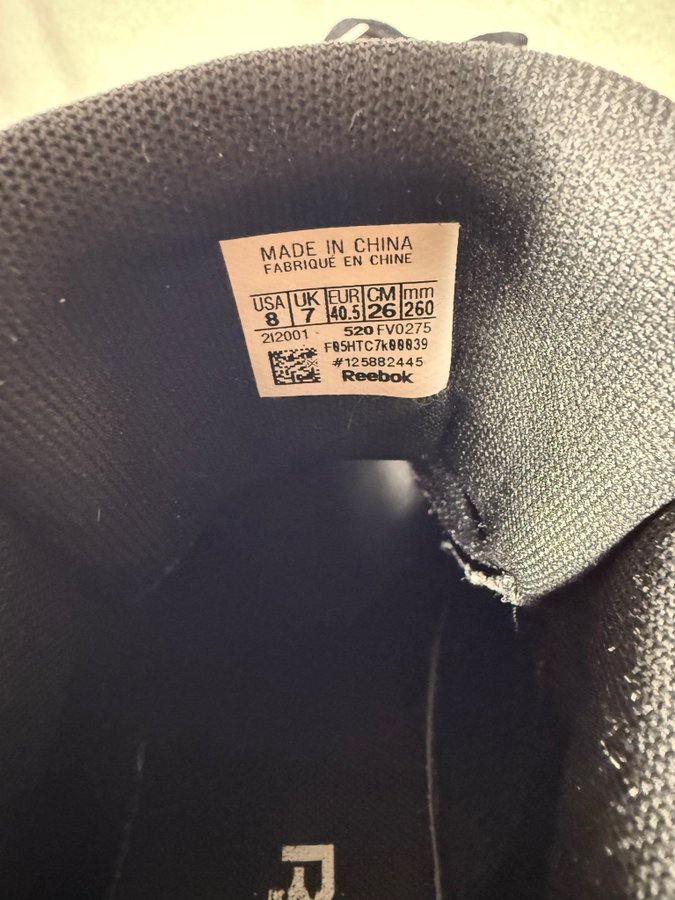 MADE IN CHINA
FABRIQUÉ EN CHINE
USA UK EUR CM mm
8 7 40.5 26 260
212001 520 FV0275
F05HTC7k00039
#125882445
Reebok
R